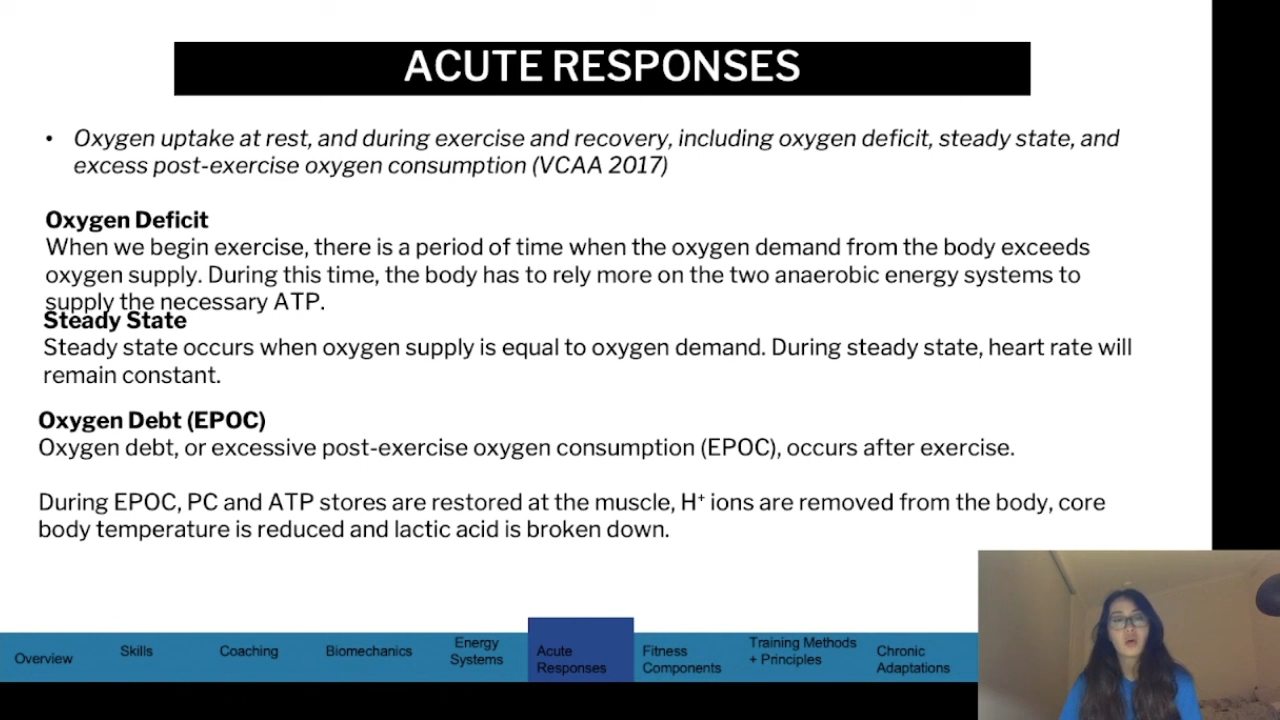 ACUTE RESPONSES
• Oxygen uptake at rest, and during exercise and recovery, including oxygen deficit, steady state, and
excess post-exercise oxygen consumption (VCAA 2017)
Oxygen Deficit
When we begin exercise, there is a period of time when the oxygen demand from the body exceeds
oxygen supply. During this time, the body has to rely more on the two anaerobic energy systems to
supply the necessary ATP.
Steady State
Steady state occurs when oxygen supply is equal to oxygen demand. During steady state, heart rate will
remain constant.
Oxygen Debt (EPOC)
Oxygen debt, or excessive post-exercise oxygen consumption (EPOC), occurs after exercise.
During EPOC, PC and ATP stores are restored at the muscle, H⁺ ions are removed from the body, core
body temperature is reduced and lactic acid is broken down.
Overview
Skills
Coaching
Biomechanics
Energy
Systems
Acute
Responses
Fitness
Components
Training Methods
+ Principles
Chronic
Adaptations